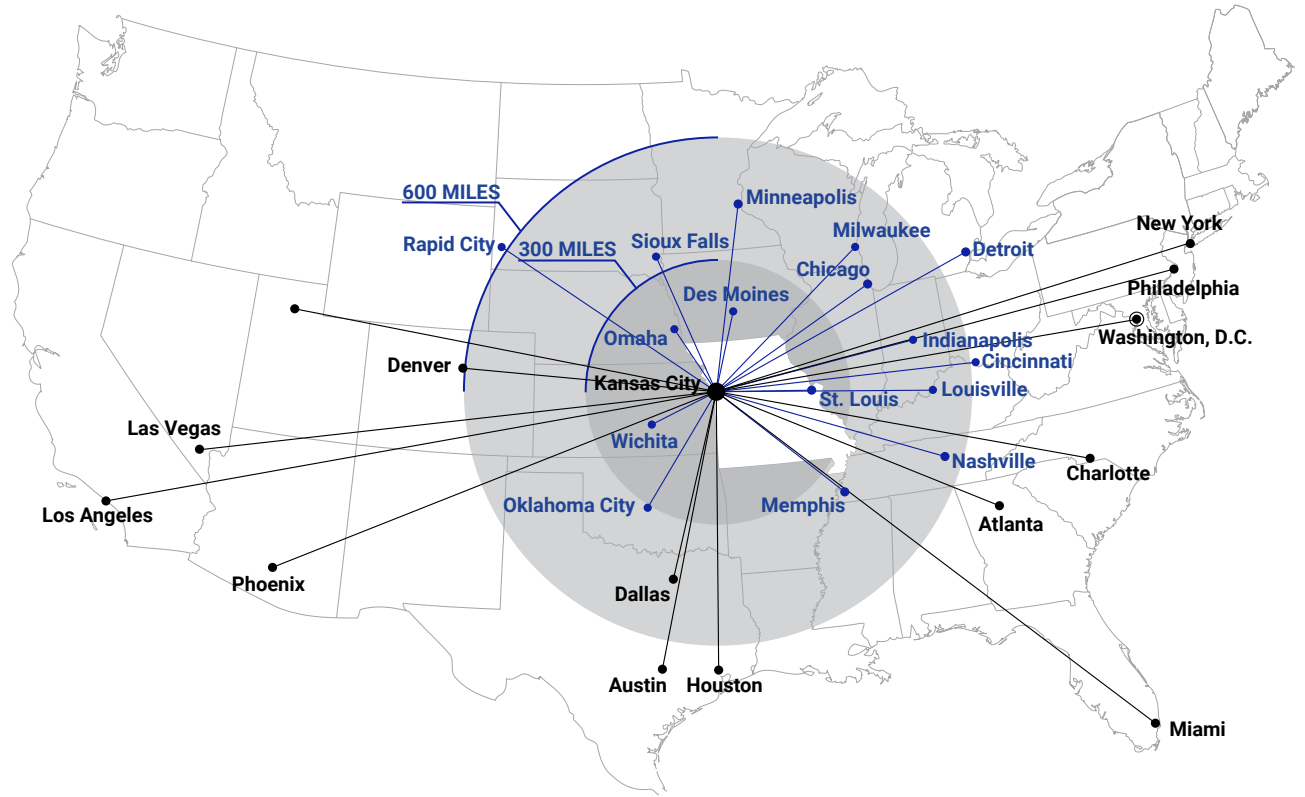 600 MILES
Minneapolis
New York
Milwaukee
Sioux Falls
Rapid City
300 MILES
Detroit
Chicago
Philadelphia
Des Moines
Omaha
Indianapolis
Washington, D.C.
Cincinnati
Denver
Kansas City
Louisville
St. Louis
Las Vegas
Wichita
Nashville
Charlotte
Oklahoma City
Memphis
Los Angeles
Atlanta
Phoenix
Dallas
Austin
Houston
Miami